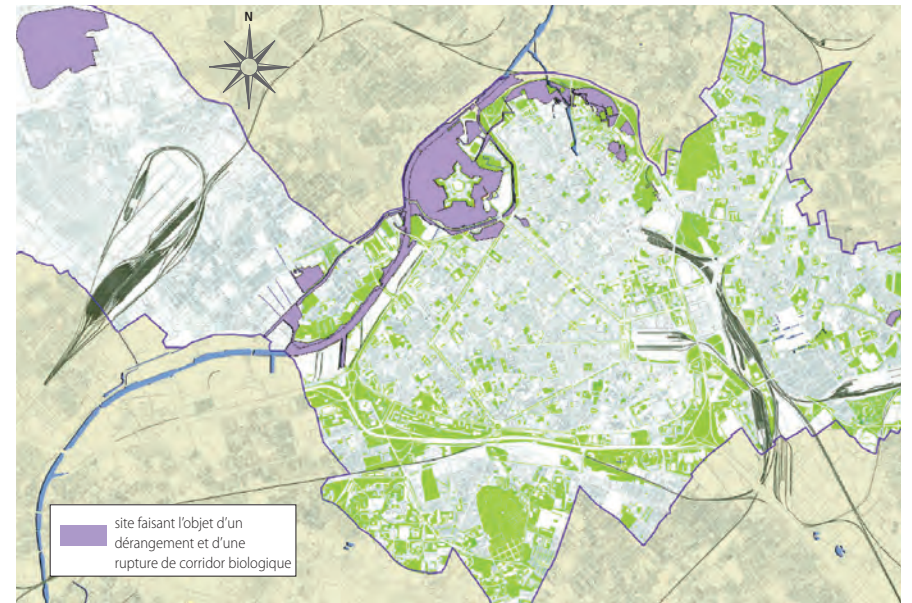 N
site faisant l'objet d'un
dérangement et d'une
rupture de corridor biologique